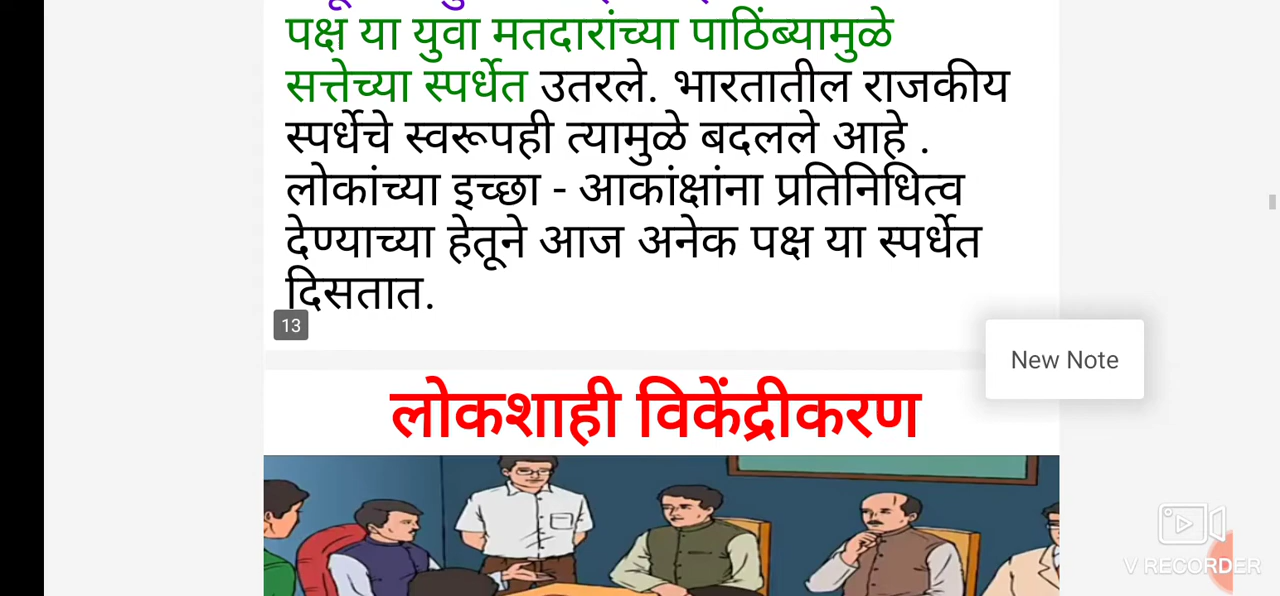 पक्ष या युवा मतदारांच्या पाठिंब्यामुळे
सत्तेच्या स्पर्धेत उतरले. भारतातील राजकीय
स्पर्धेचे स्वरूपही त्यामुळे बदलले आहे .
लोकांच्या इच्छा - आकांक्षांना प्रतिनिधित्व
देण्याच्या हेतूने आज अनेक पक्ष या स्पर्धेत
दिसतात.
13
New Note
लोकशाही विकेंद्रीकरण
V RECORDER